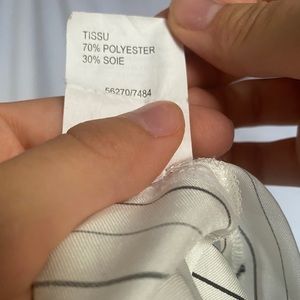 TISSU
70% POLYESTER
30% SOIE
56270/7484